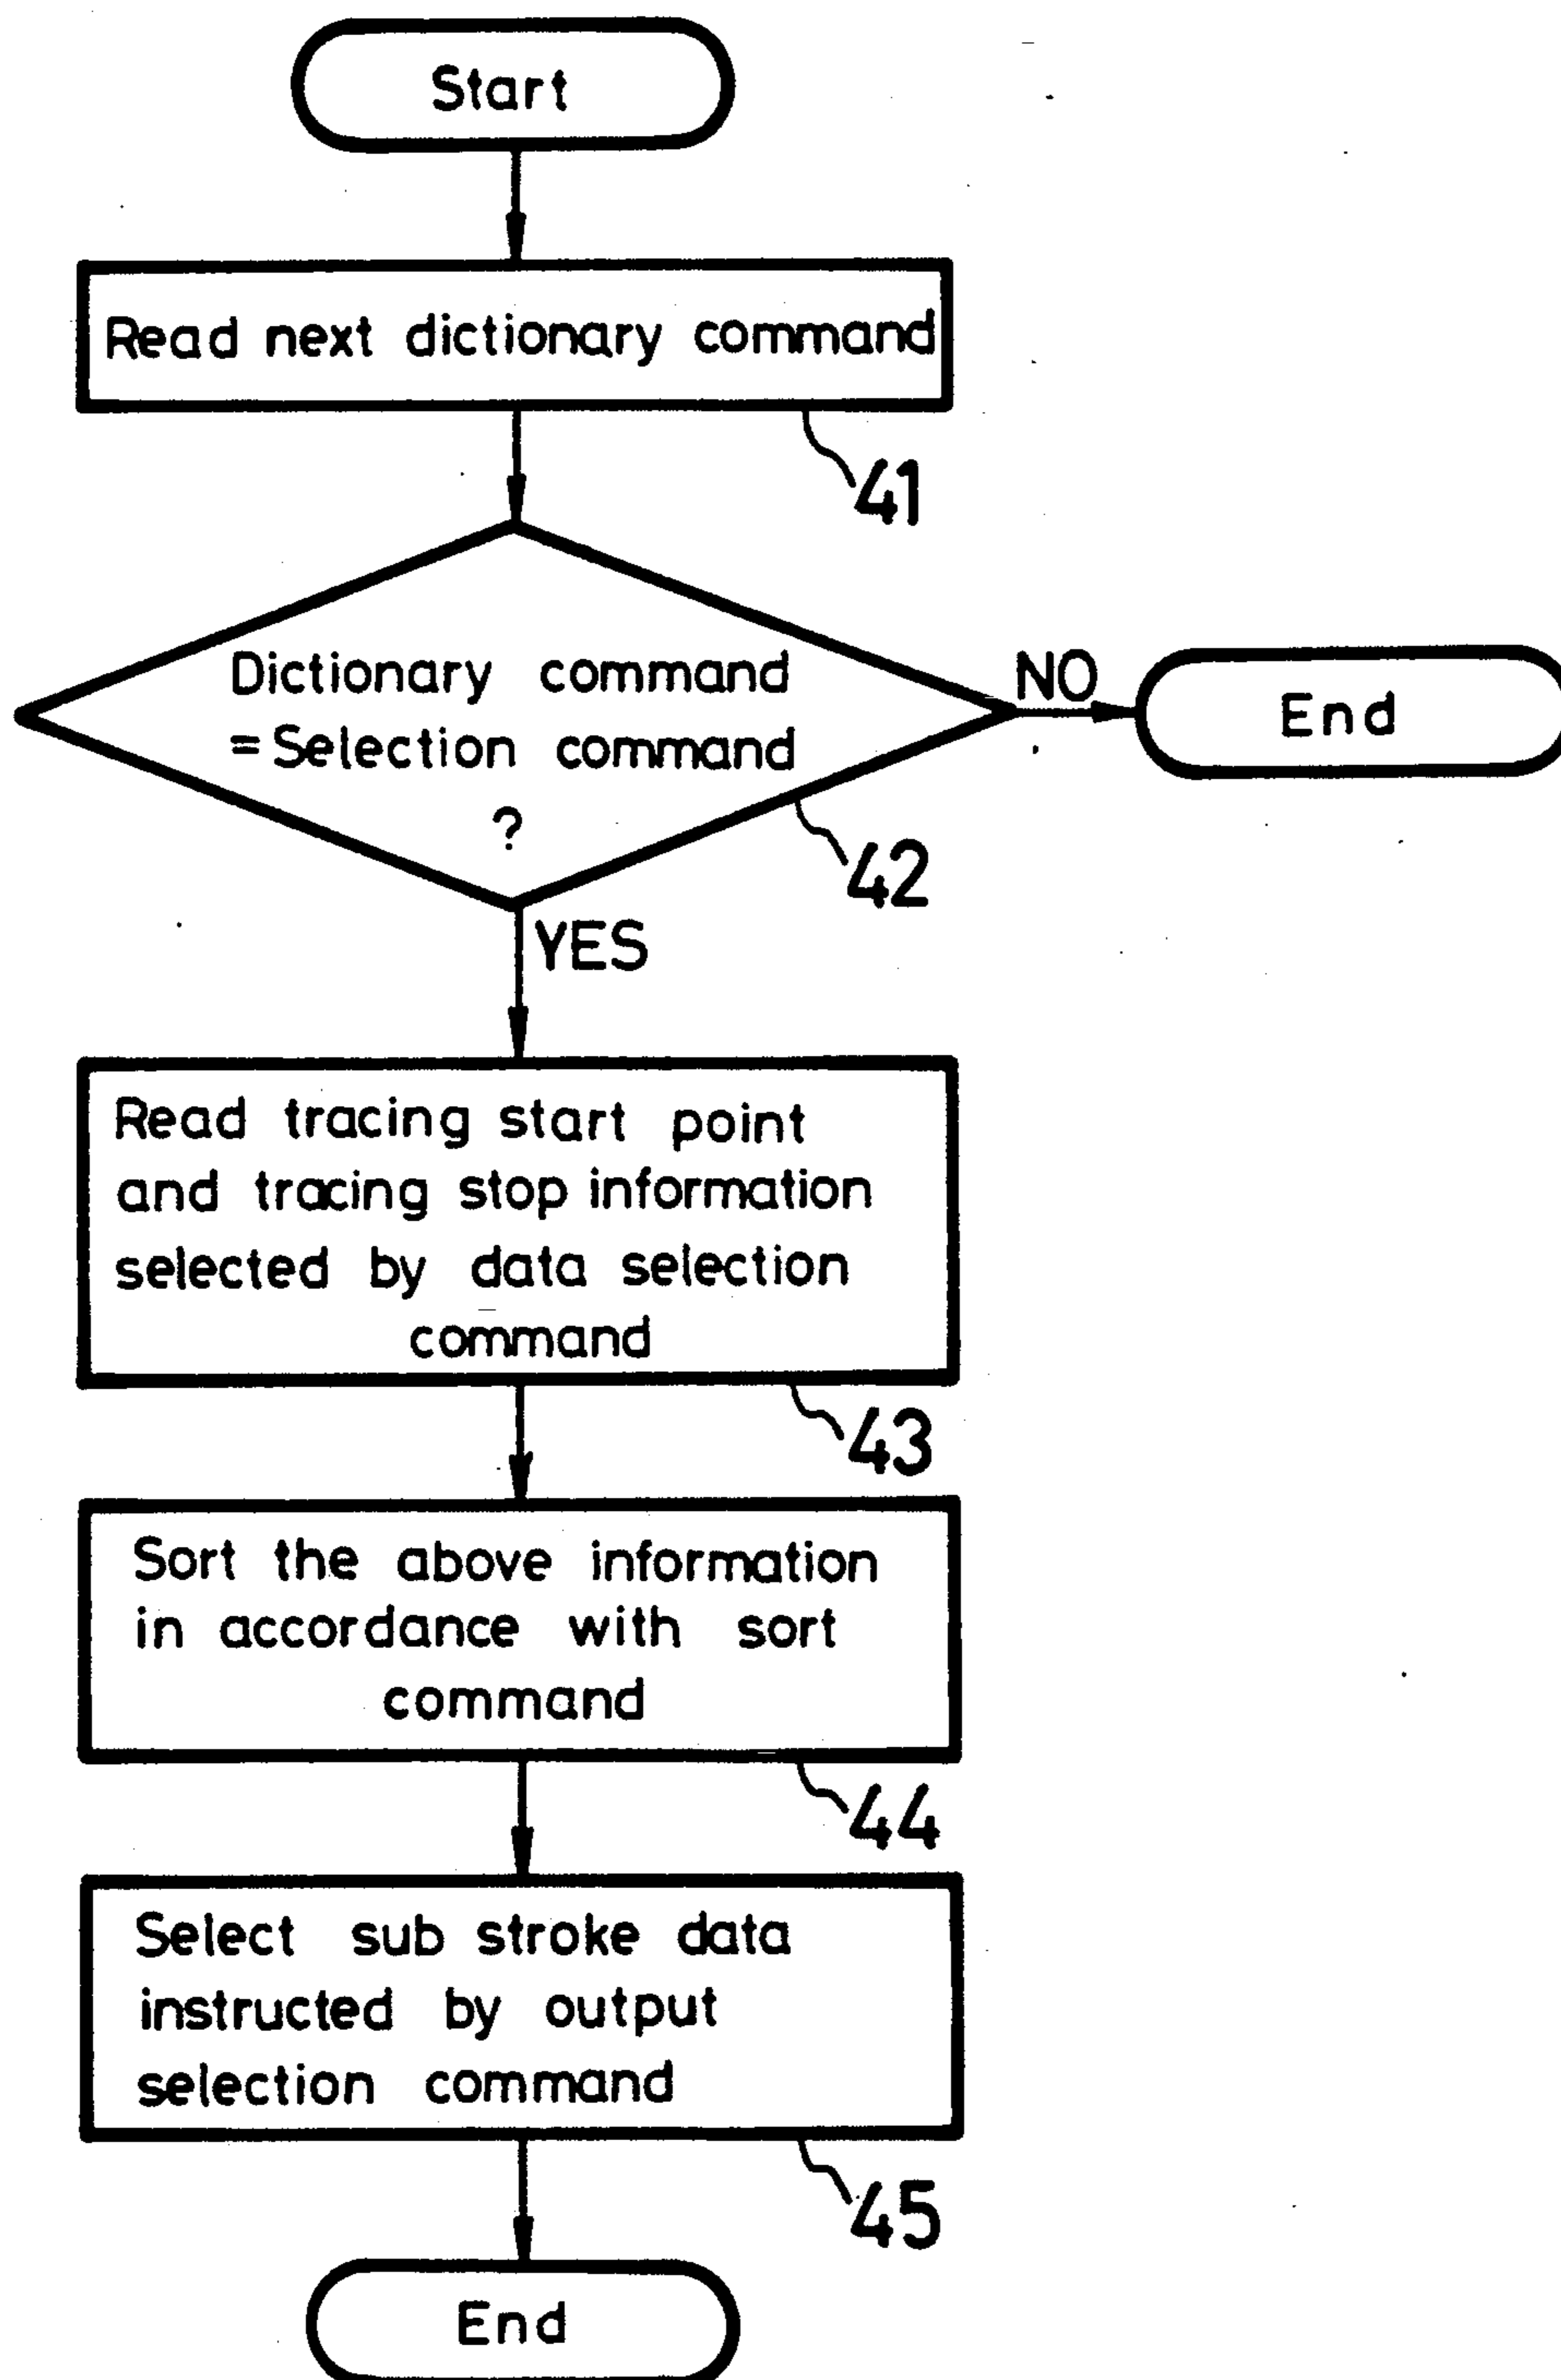 Start
Read next dictionary command
41
Dictionary command
=Selection command
?
42
NO
End
YES
Read tracing start point
and tracing stop information
selected by data selection
command
43
Sort the above information
in accordance with sort
command
44
Select sub stroke data
instructed by output
selection command
45
End